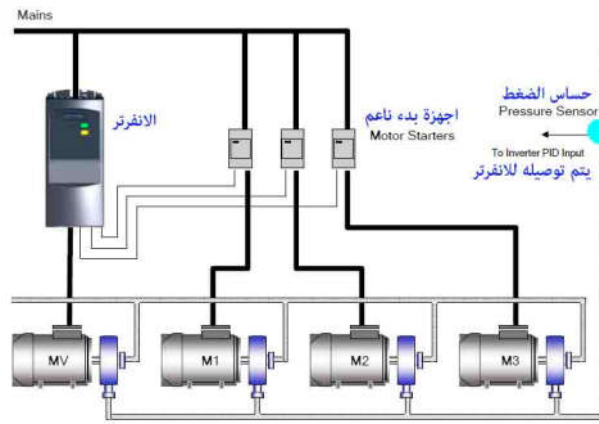 Mains
الانفرتر
اجهزة بدء ناعم
Motor Starters
حساس الضغط
Pressure Sensor
To Inverter PID Input
يتم توصيله للانفرتر
MV
M1
M2
M3